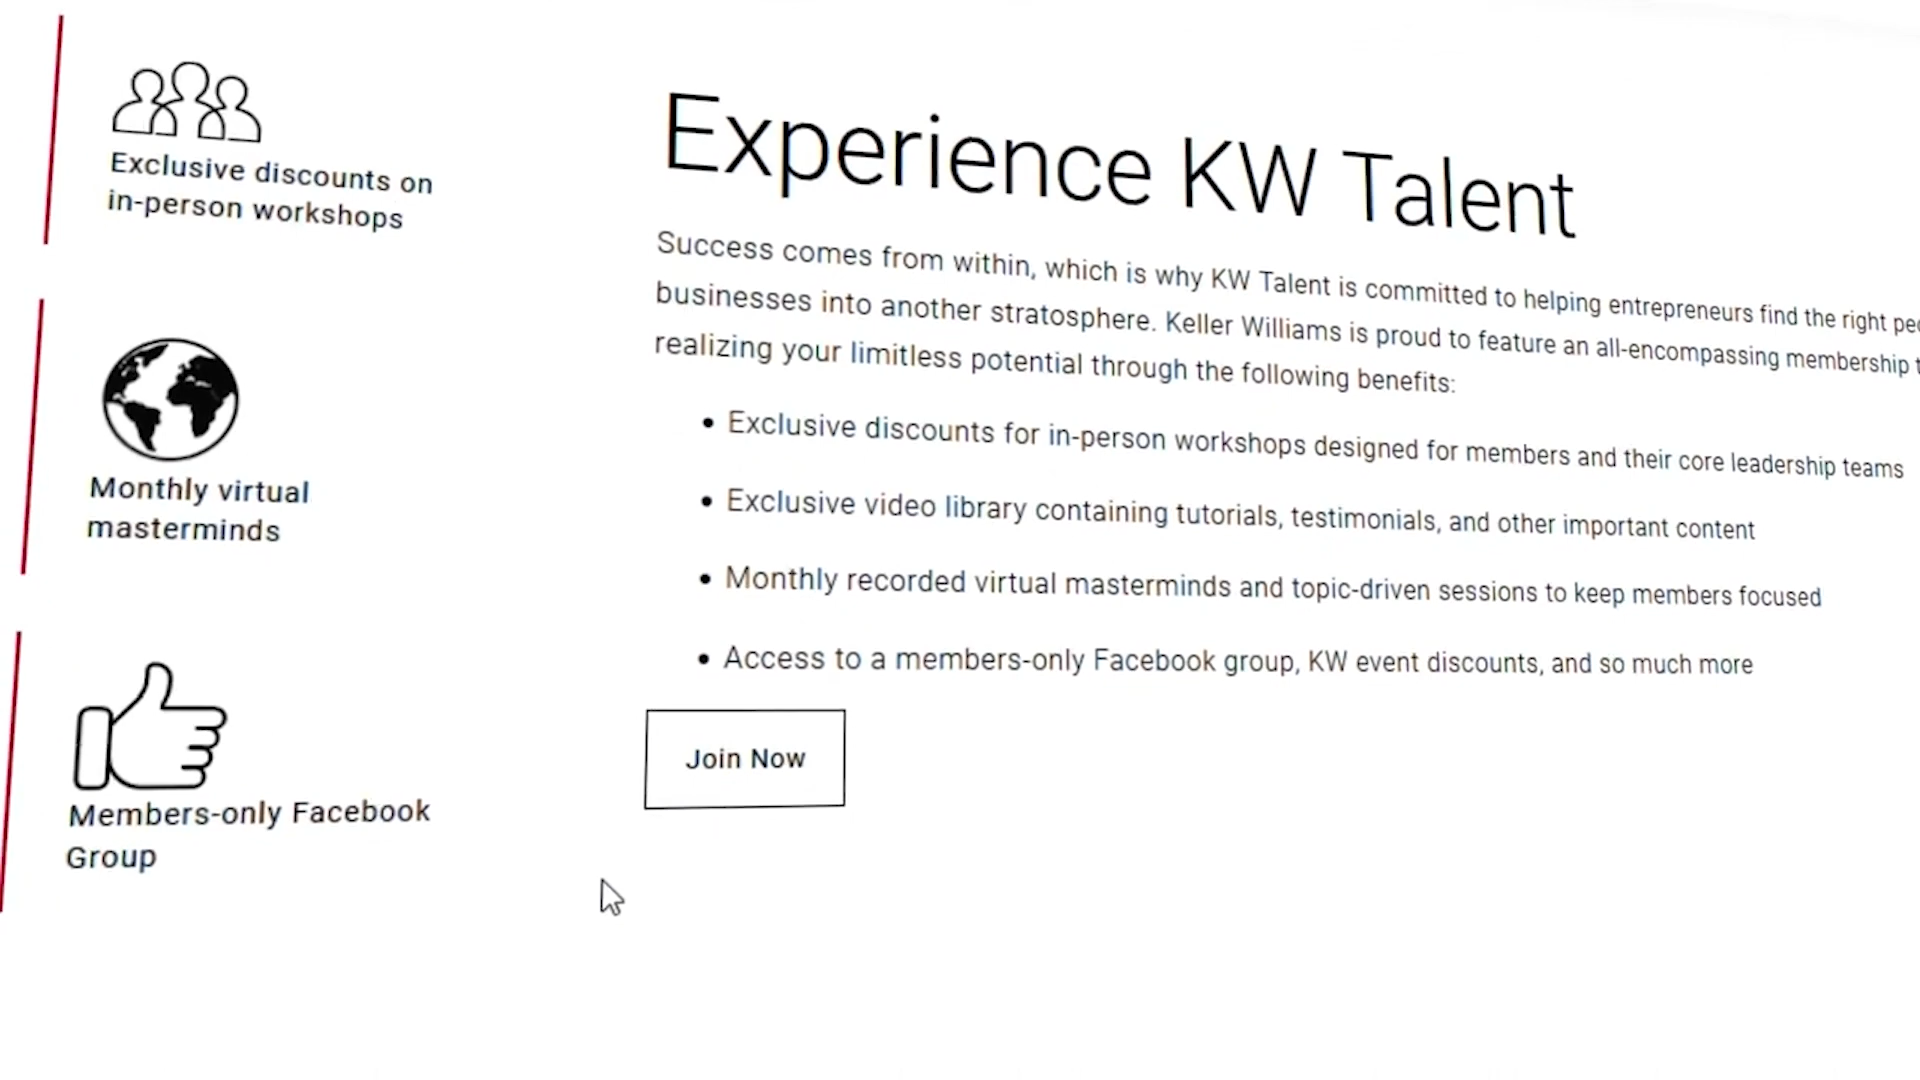 Exclusive discounts on
in-person workshops
Monthly virtual
masterminds
Members-only Facebook
Group
Experience KW Talent
Success comes from within, which is why KW Talent is committed to helping entrepreneurs find the right
businesses into another stratosphere. Keller Williams is proud to feature an all-encompassing membership
realizing your limitless potential through the following benefits:
• Exclusive discounts for in-person workshops designed for members and their core leadership teams
• Exclusive video library containing tutorials, testimonials, and other important content
• Monthly recorded virtual masterminds and topic-driven sessions to keep members focused
• Access to a members-only Facebook group, KW event discounts, and so much more
Join Now